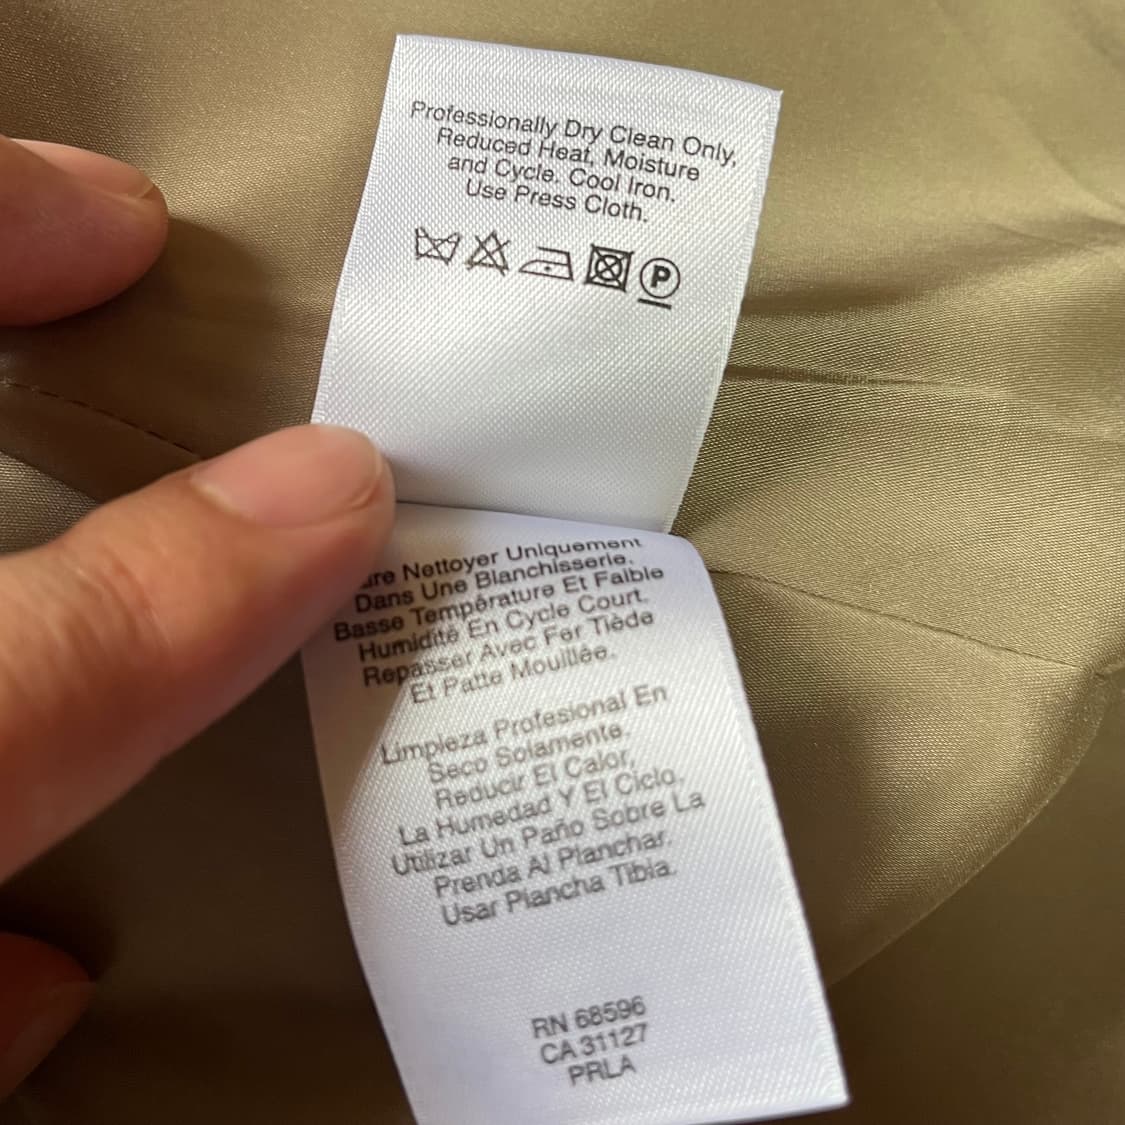 Professionally Dry Clean Only.
Reduced Heat, Moisture
and Cycle. Cool Iron.
Use Press Cloth.
P
Nettoyer Uniquement
Dans Une Blanchisserie.
Basse Température Et Faible
Humidité En Cycle Court.
Repasser Avec Fer Tiède
Et Patte Mouillée.
Limpieza Profesional En
Seco Solamente.
Reducir El Calor,
La Humedad Y El Ciclo.
Utilizar Un Paño Sobre La
Prenda Al Planchar.
Usar Plancha Tibia.
RN 68596
CA 31127
PRLA